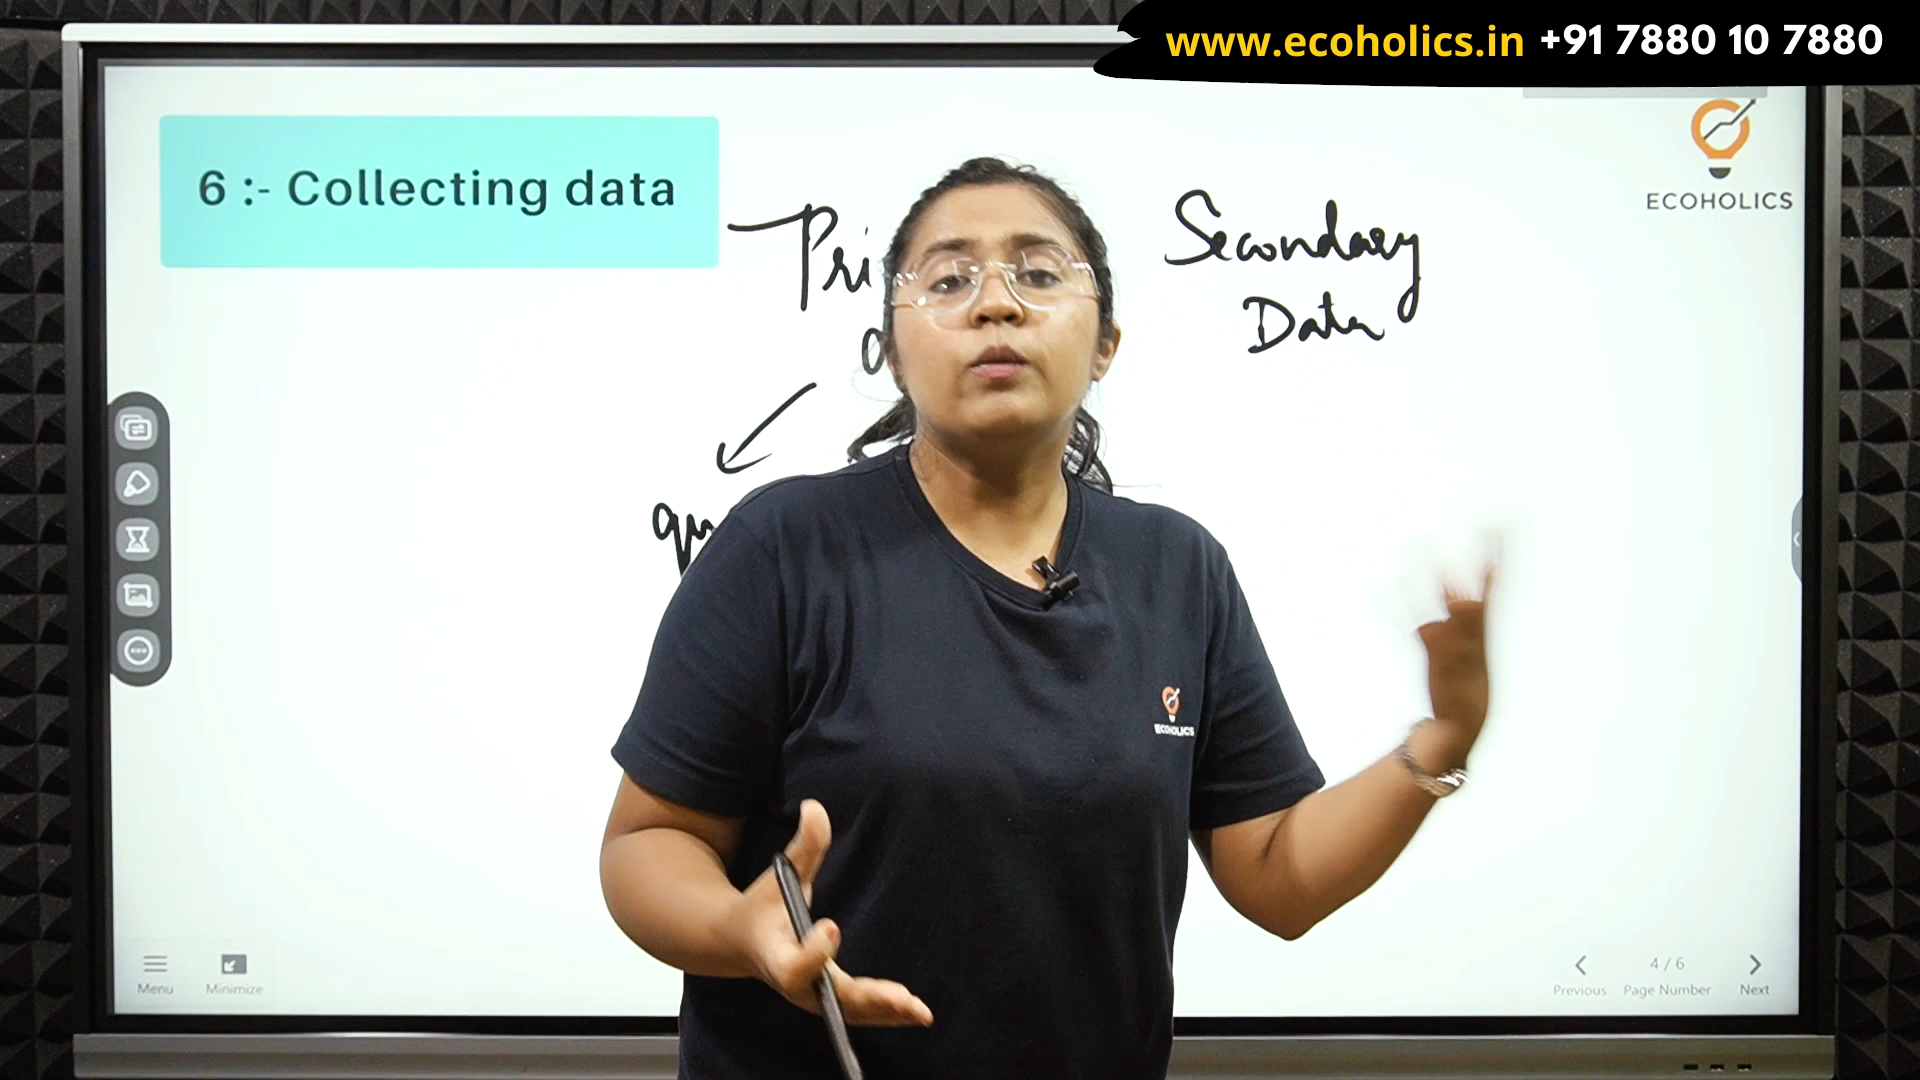 www.ecoholics.in +91 7880 10 7880
6 :- Collecting data
ECOHOLICS
Secondary
Data
ECOHOLICS
Menu
Minimize
4 / 6
Previous
Page Number
Next